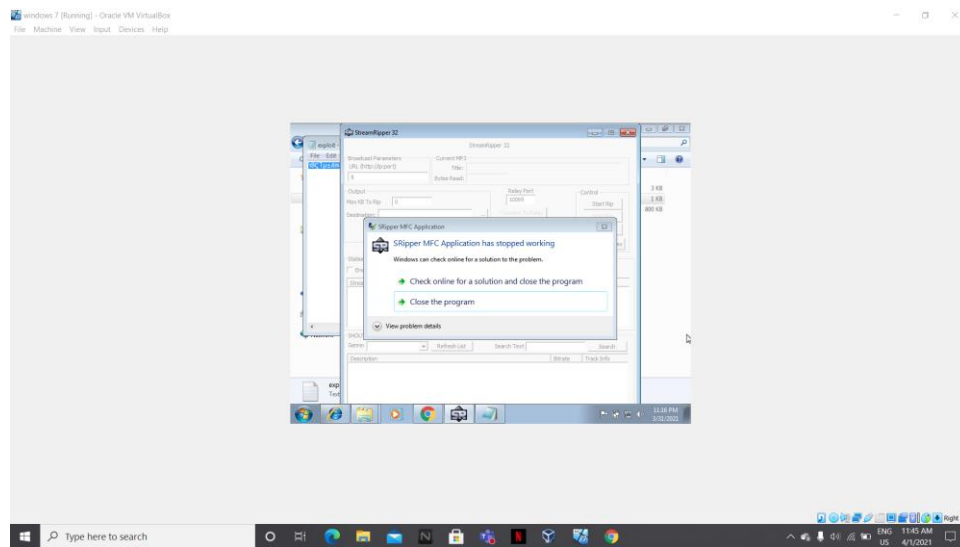 windows 7 [Running] - Oracle VM VirtualBox
File Machine View Input Devices Help
StreamRipper 32
exploit -
StreamRipper 32
File Edit
Broadcast Parameters
Current MP3
URL (http://ip:port)
Title:
Bytes Read:
3 KB
Output
Relay Port
Control
1 KB
Max KB To Rip
0
10069
Start Rip
800 KB
Destination:
SRipper MFC Application
SRipper MFC Application has stopped working
Windows can check online for a solution to the problem.
Check online for a solution and close the program
Close the program
View problem details
Genre:
Refresh List
Search Text:
Search
Description
Bitrate
Track Info
exp
Text
11:10 PM
3/31/2021
Right
Type here to search
ENG
US
11:45 AM
4/1/2021